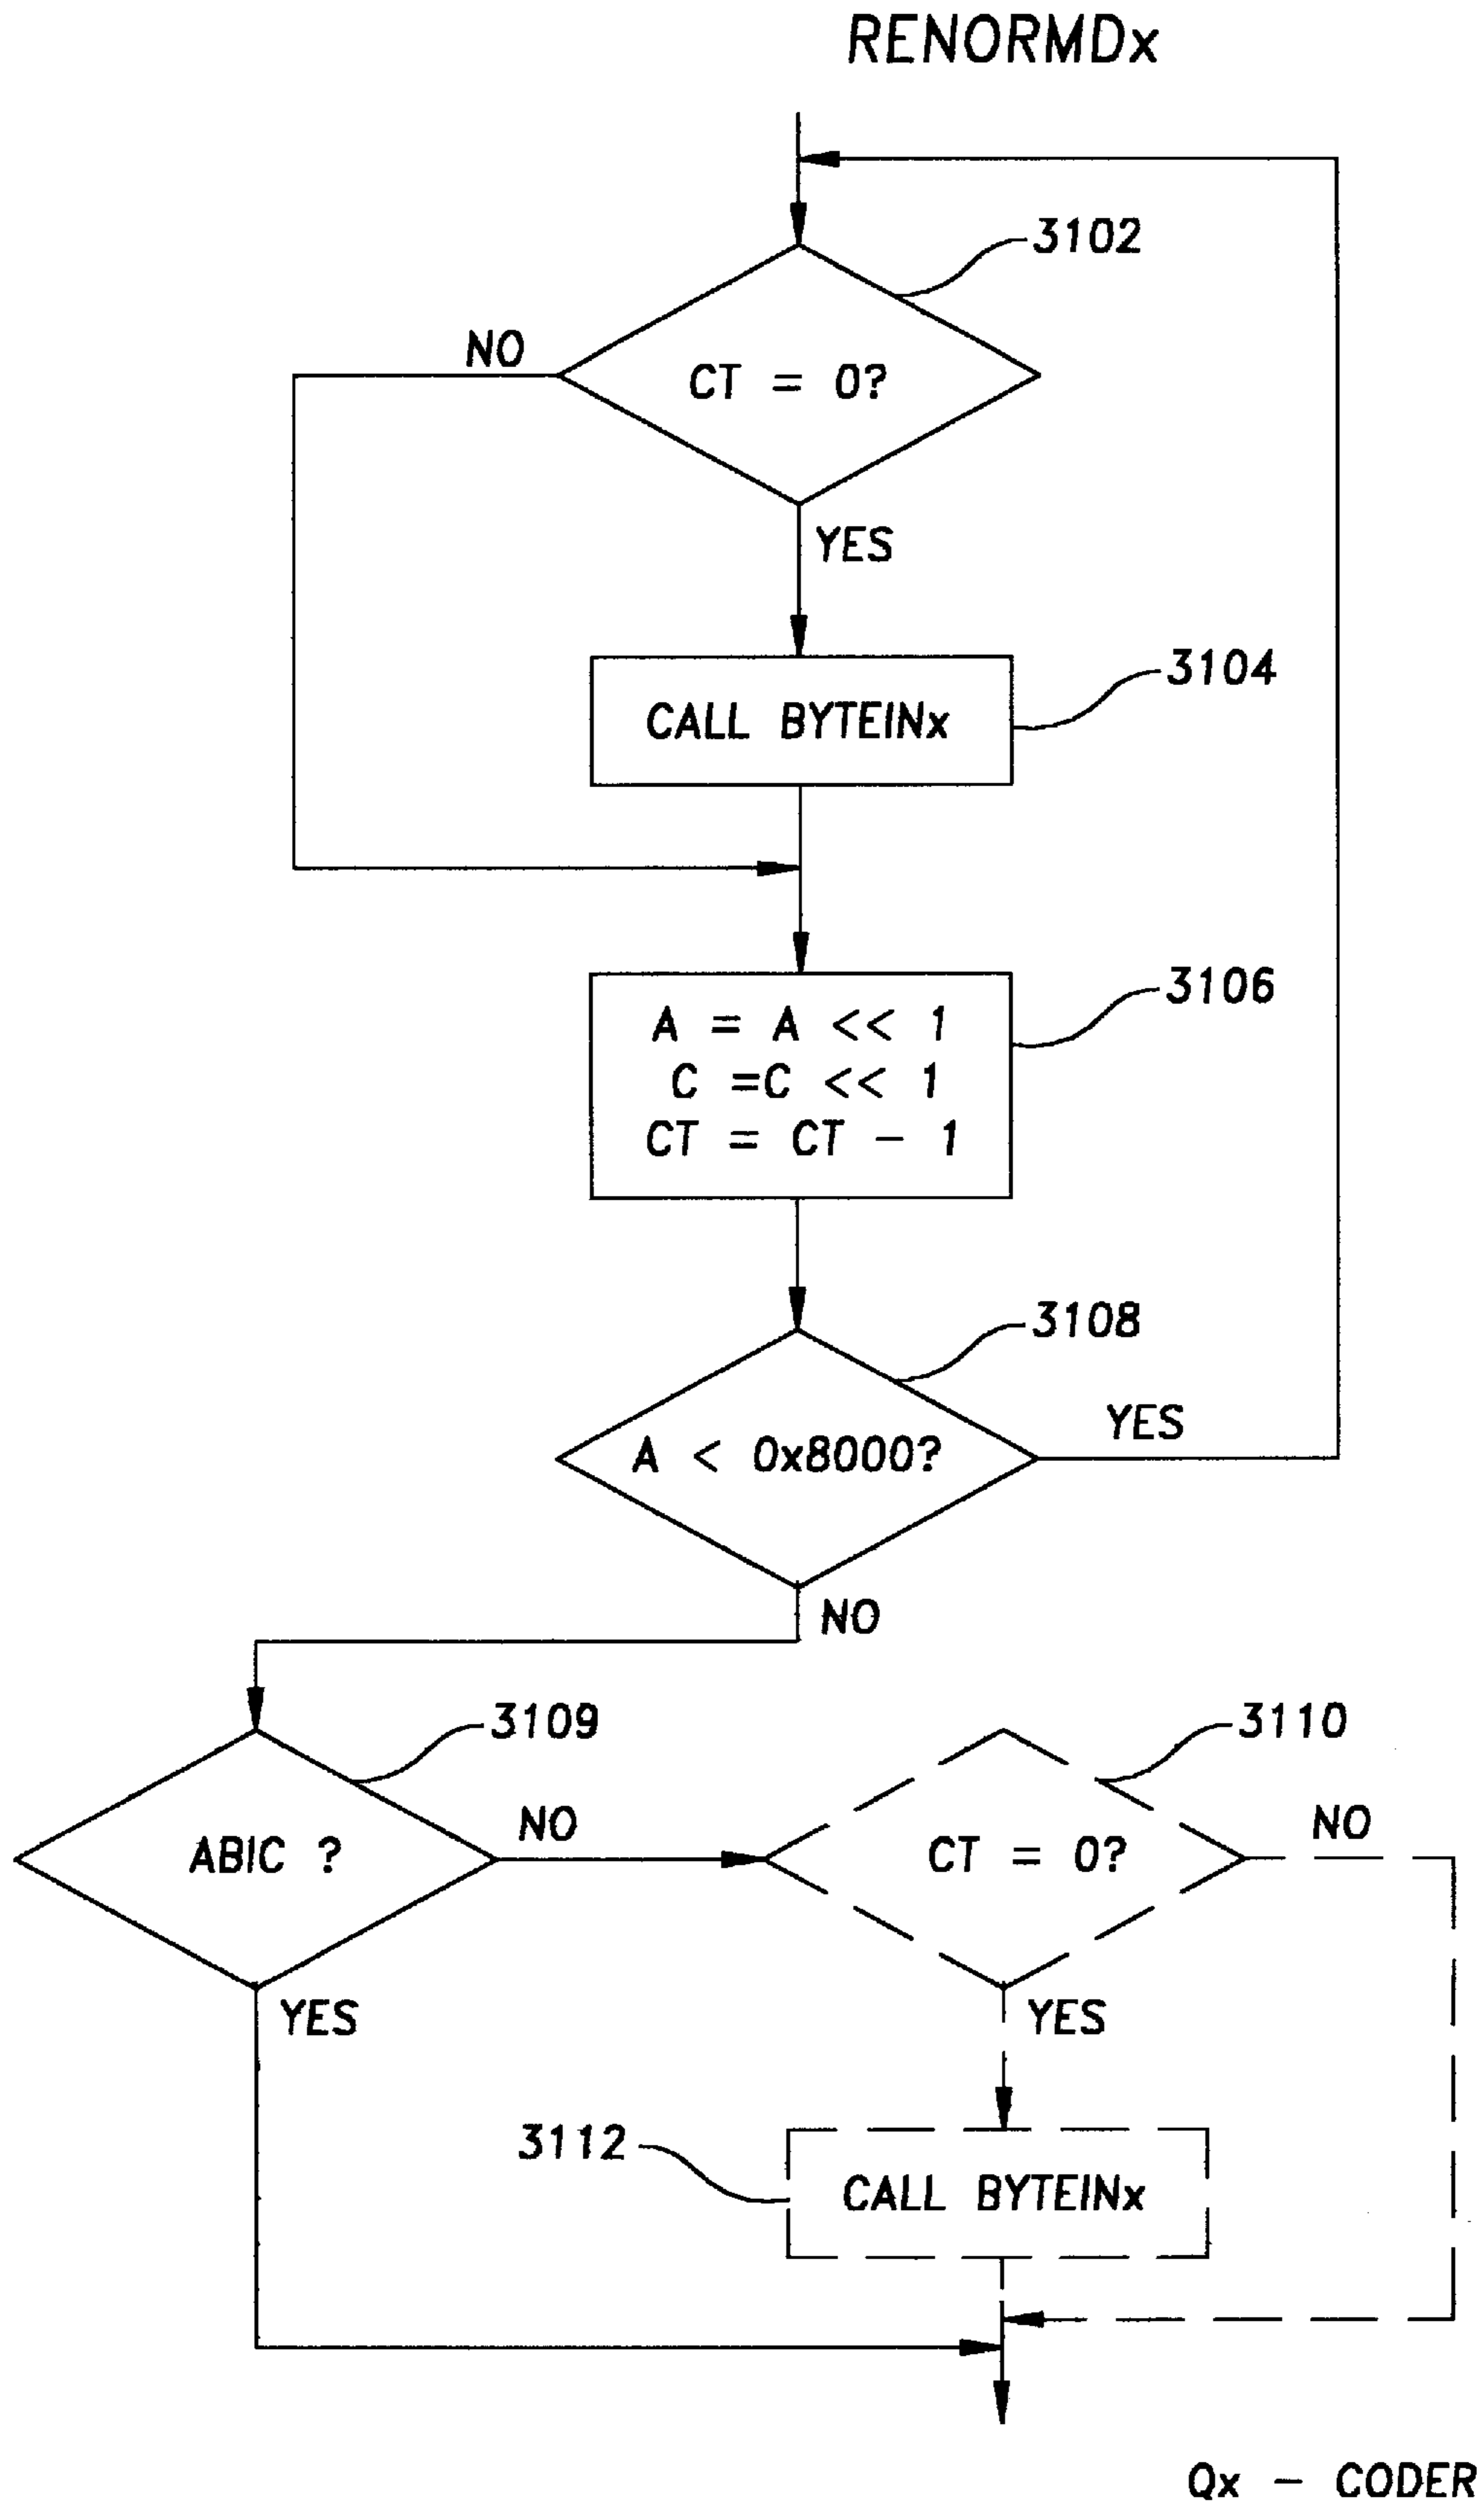 RENORMDx
3102
NO
CT = 0?
YES
3104
CALL BYTEINx
3106
A = A << 1
C =C << 1
CT = CT - 1
3108
YES
A < 0x8000?
NO
3109
3110
NO
NO
ABIC ?
CT = 0?
YES
YES
3112
CALL BYTEINx
Qx - CODER